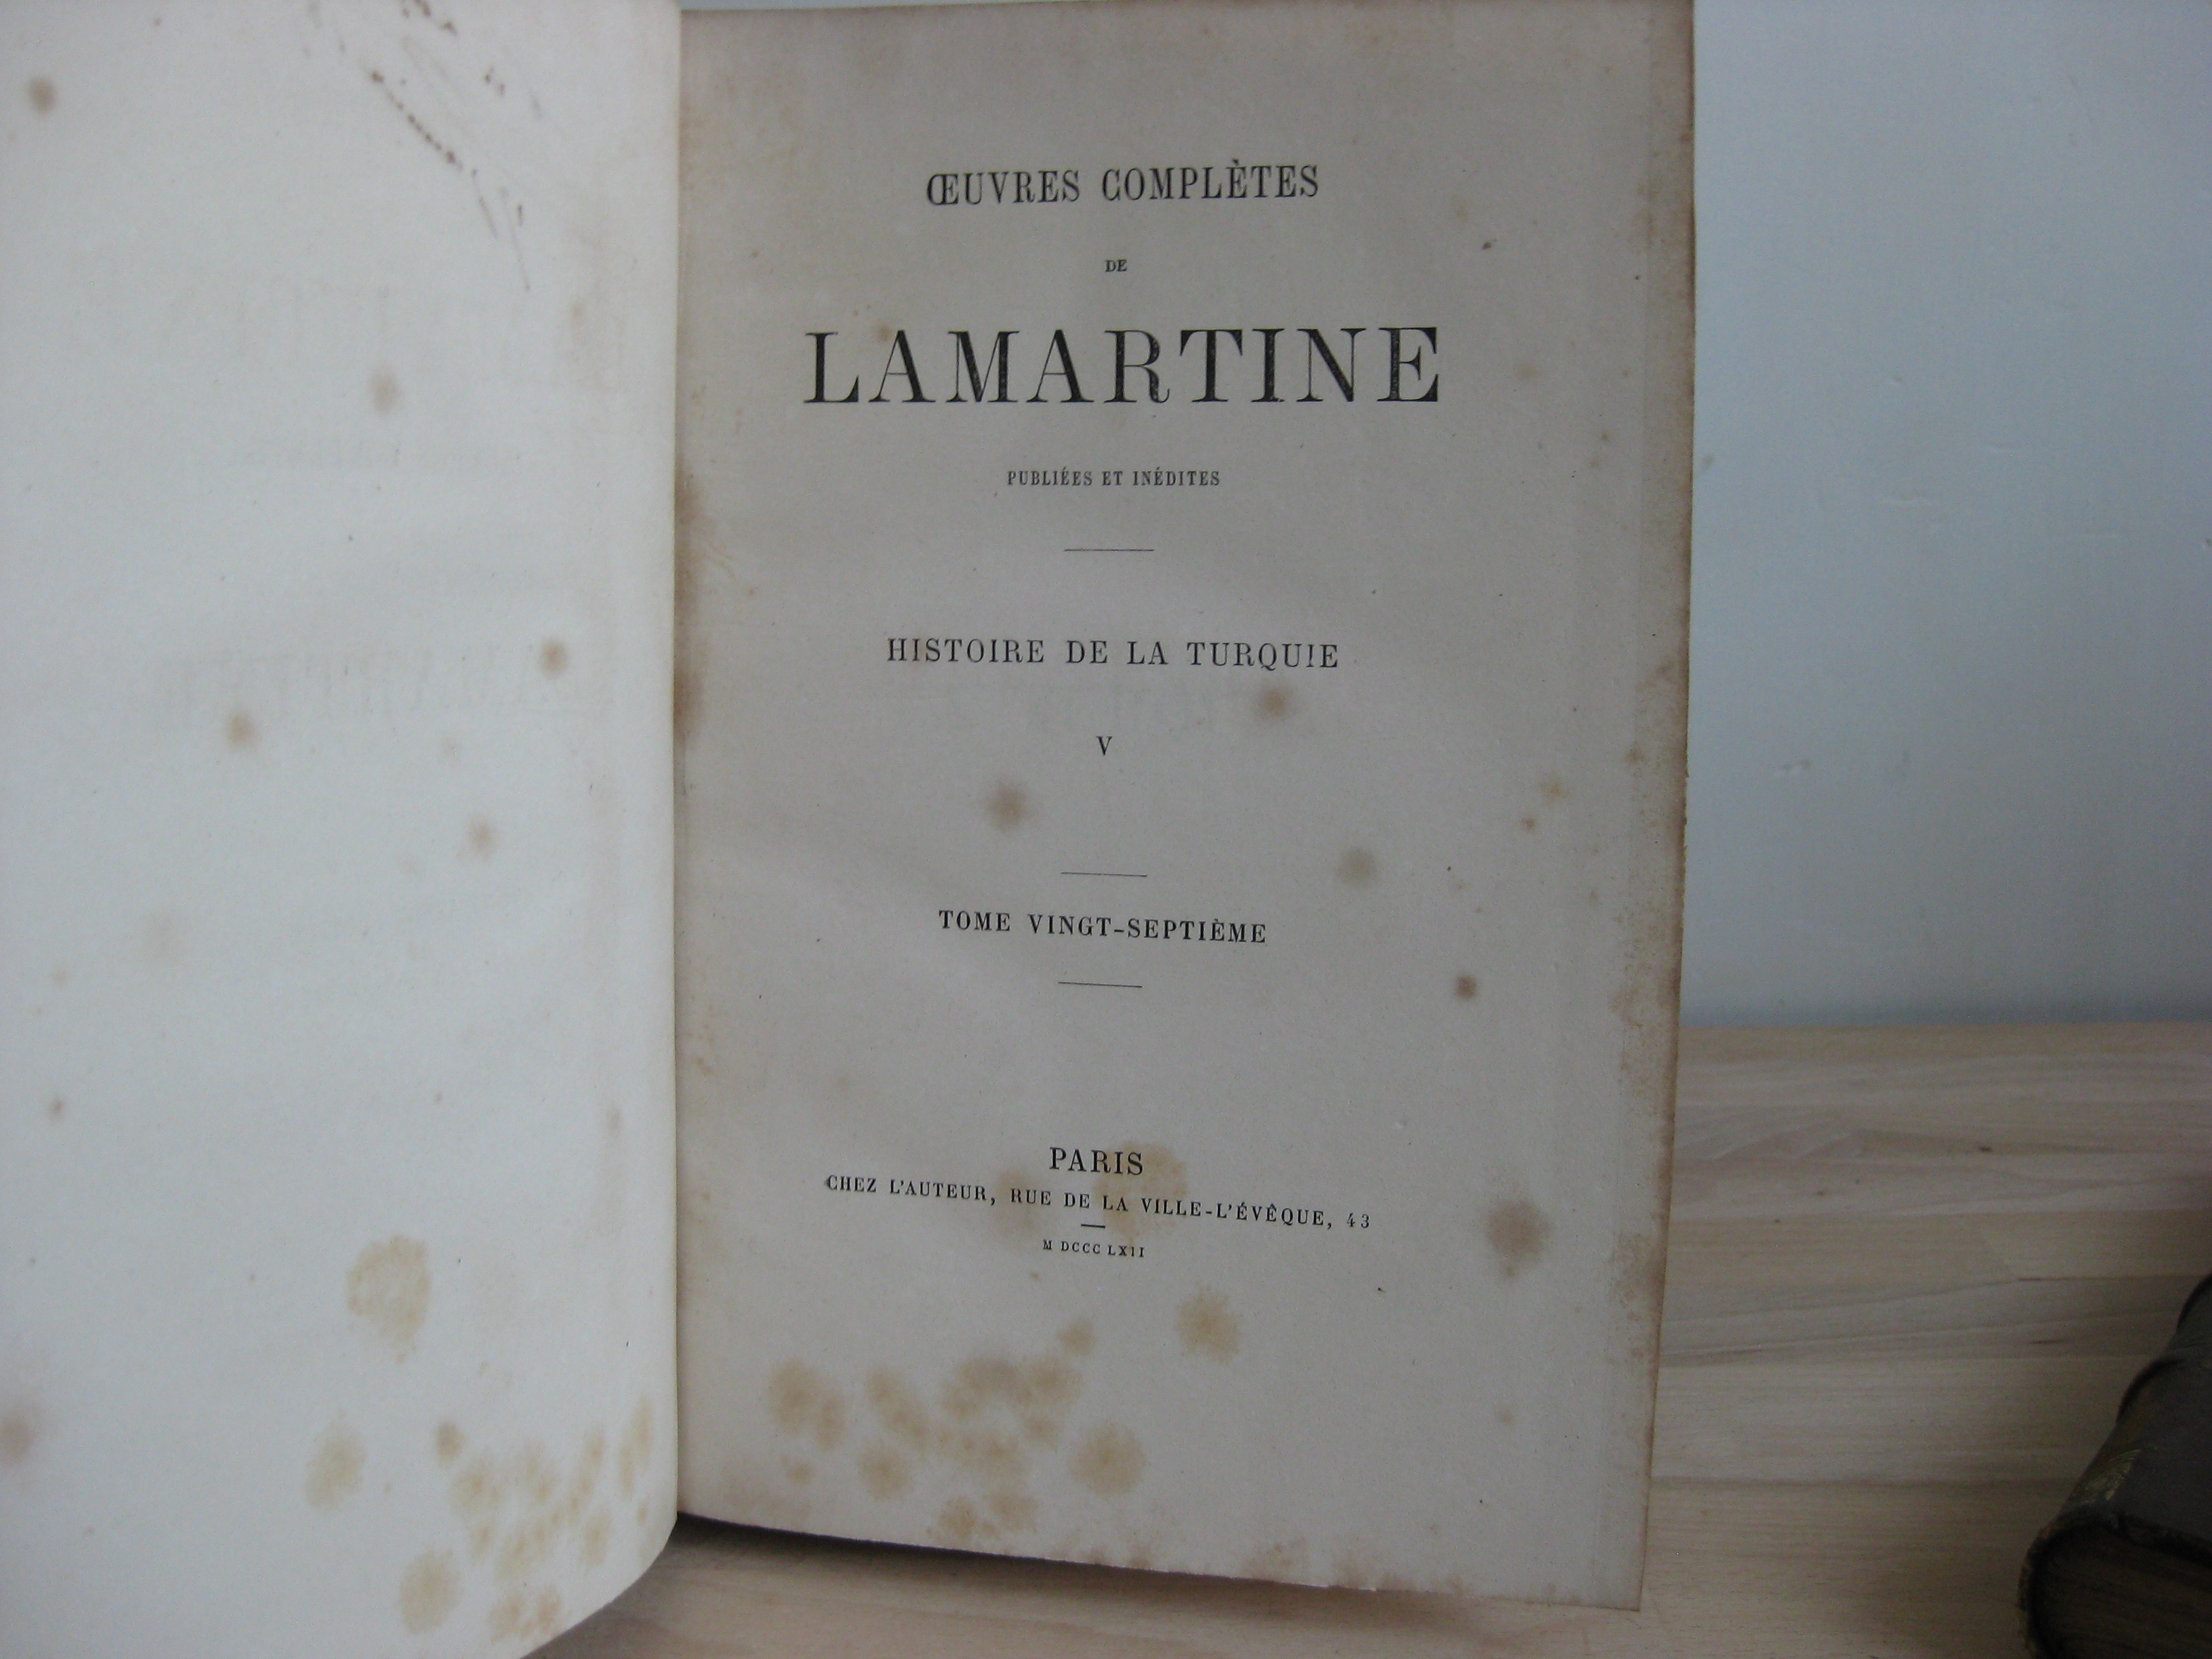 ŒUVRES COMPLÈTES
DE
LAMARTINE
PUBLIÉES ET INÉDITES
HISTOIRE DE LA TURQUIE
V
TOME VINGT-SEPTIÈME
PARIS
CHEZ L'AUTEUR, RUE DE LA VILLE-L'ÉVÊQUE, 43
M DCCC LXII